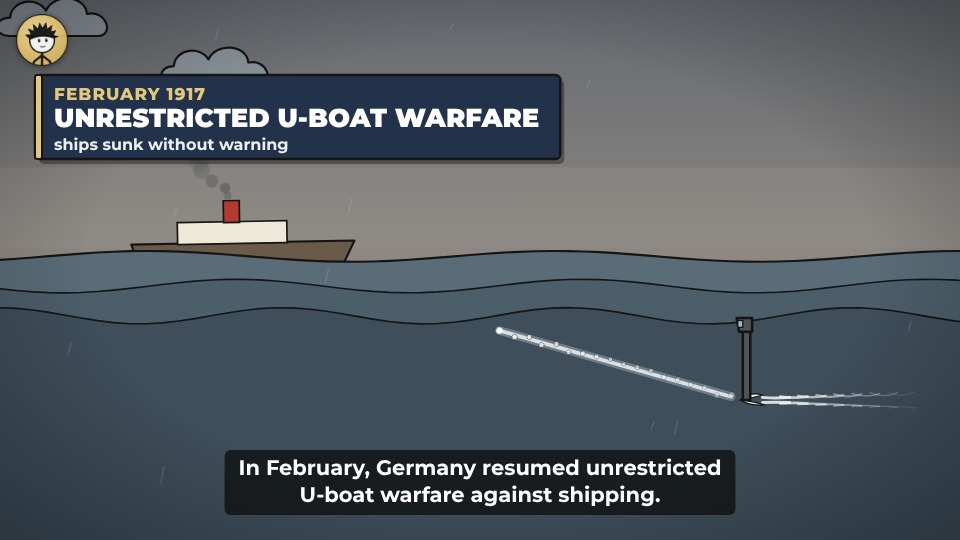 FEBRUARY 1917
UNRESTRICTED U-BOAT WARFARE
ships sunk without warning
In February, Germany resumed unrestricted
U-boat warfare against shipping.